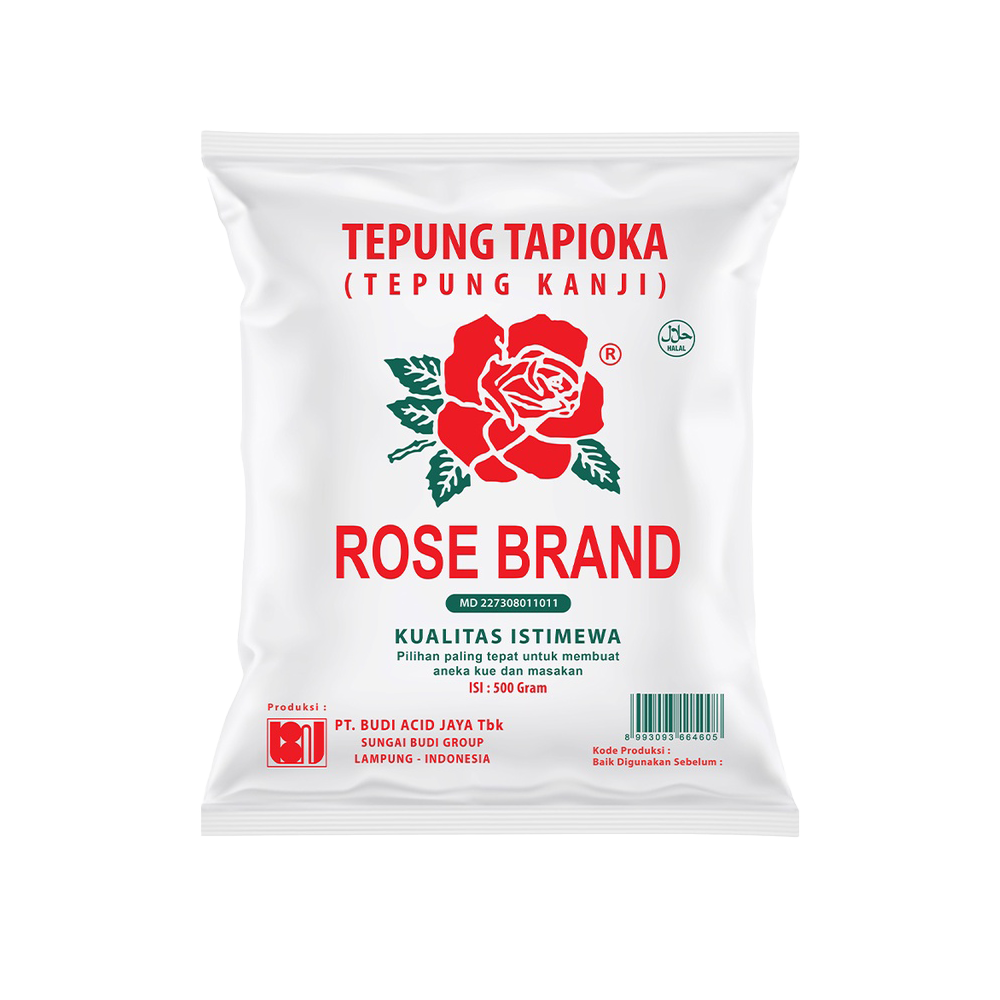 TEPUNG TAPIOKA
(TEPUNG KANJI)
®
حلال
HALAL
ROSE BRAND
MD 227308011011
KUALITAS ISTIMEWA
Pilihan paling tepat untuk membuat
aneka kue dan masakan
ISI : 500 Gram
Produksi :
PT. BUDI ACID JAYA Tbk
SUNGAI BUDI GROUP
LAMPUNG - INDONESIA
8 993093 664605
Kode Produksi :
Baik Digunakan Sebelum :